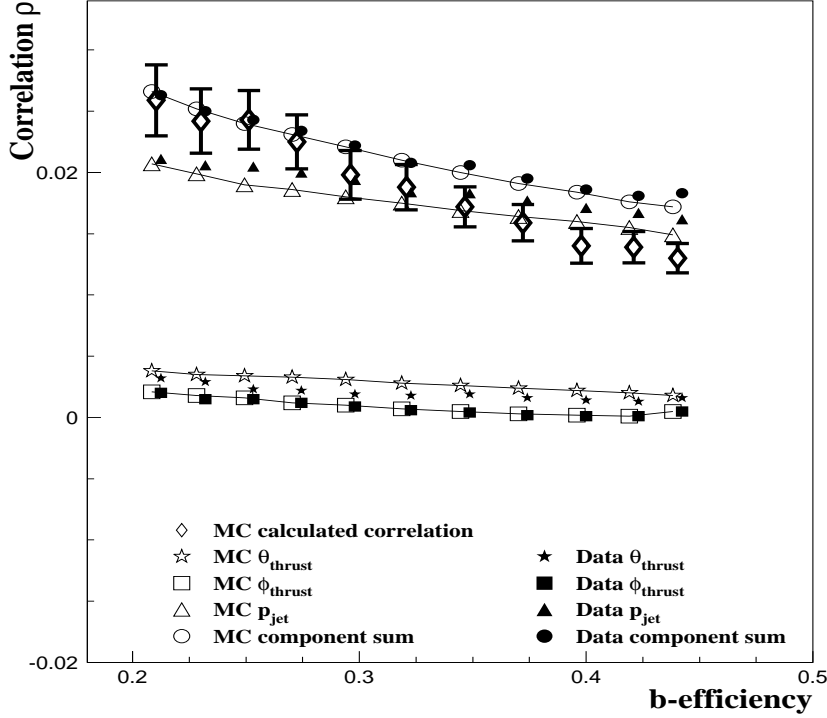 Correlation ρ
0.02
0
-0.02
0.2
0.3
0.4
0.5
b-efficiency
MC calculated correlation
MC θthrust
Data θthrust
MC ϕthrust
Data ϕthrust
MC pjet
Data pjet
MC component sum
Data component sum